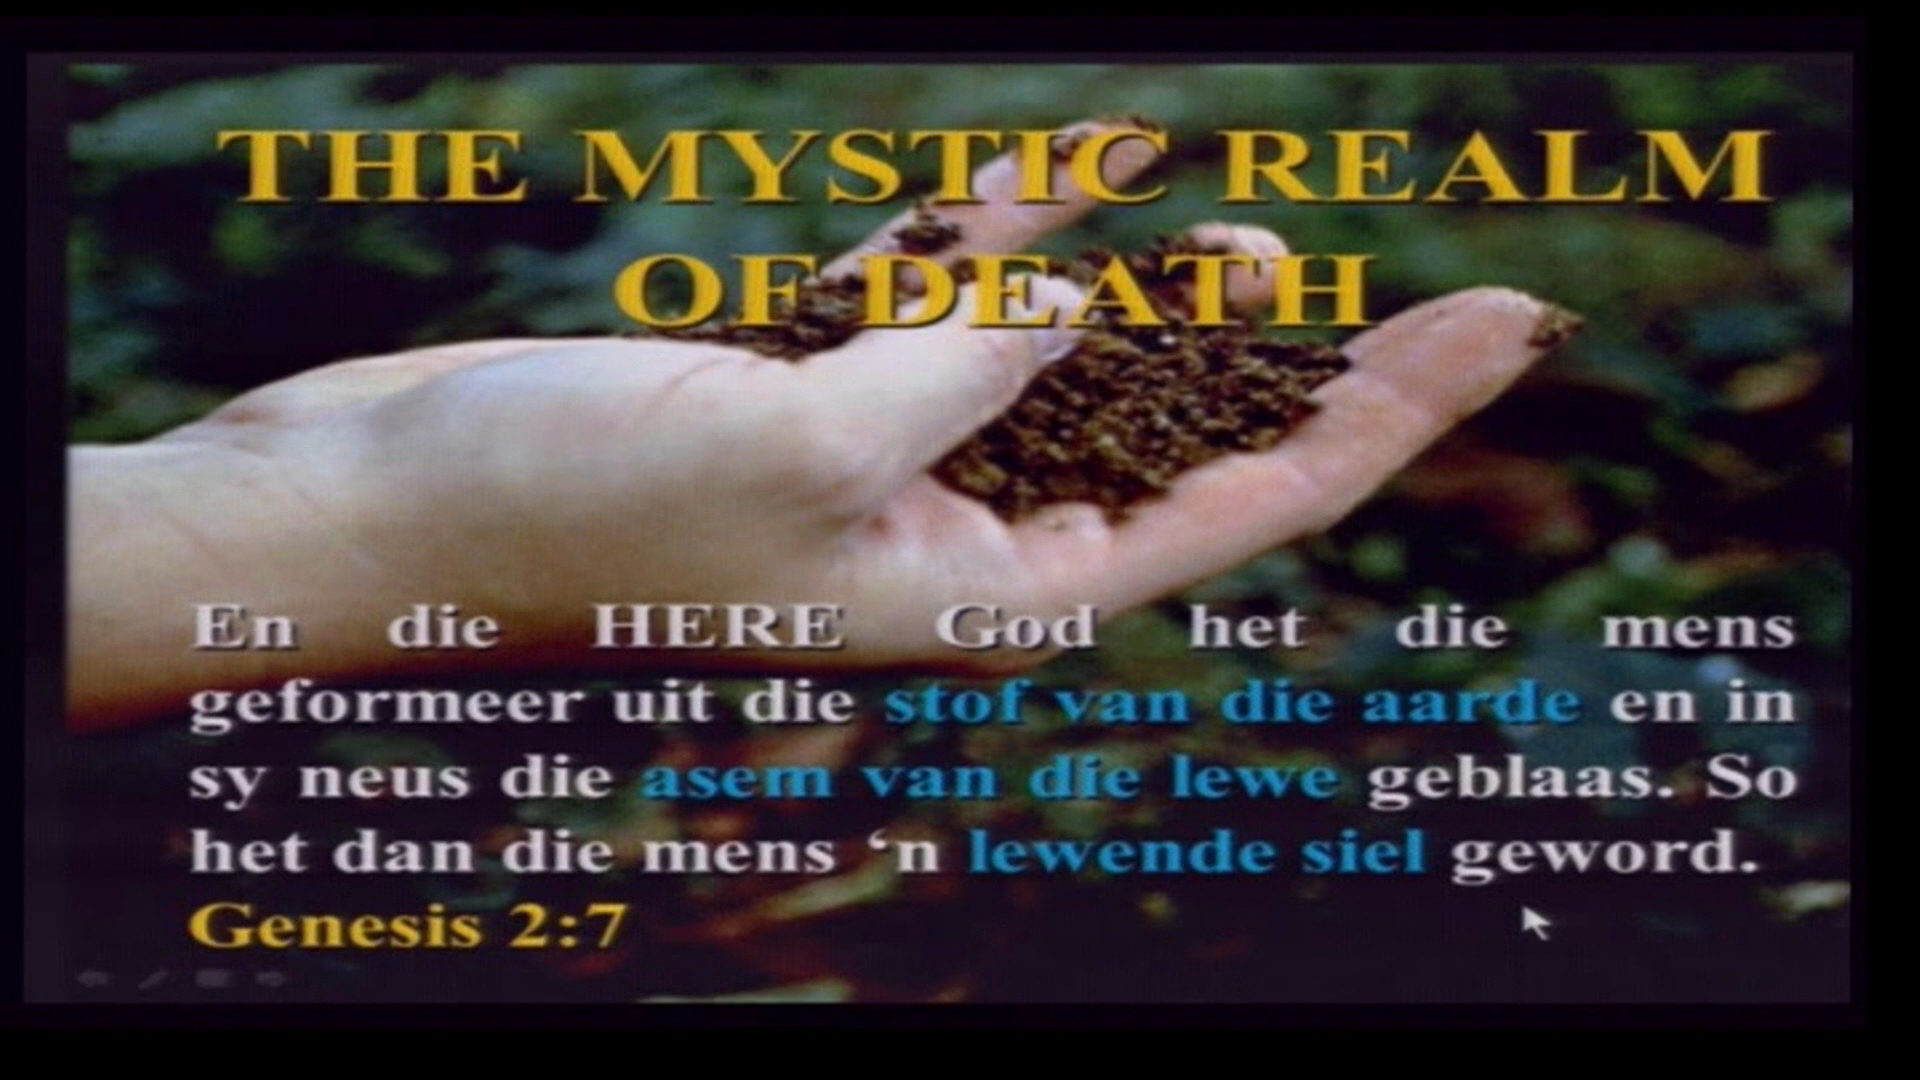 THE MYSTIC REALM
OF DEATH
En die HERE God het die mens
geformeer uit die stof van die aarde en in
sy neus die asem van die lewe geblaas. So
het dan die mens ‘n lewende siel geword.
Genesis 2:7